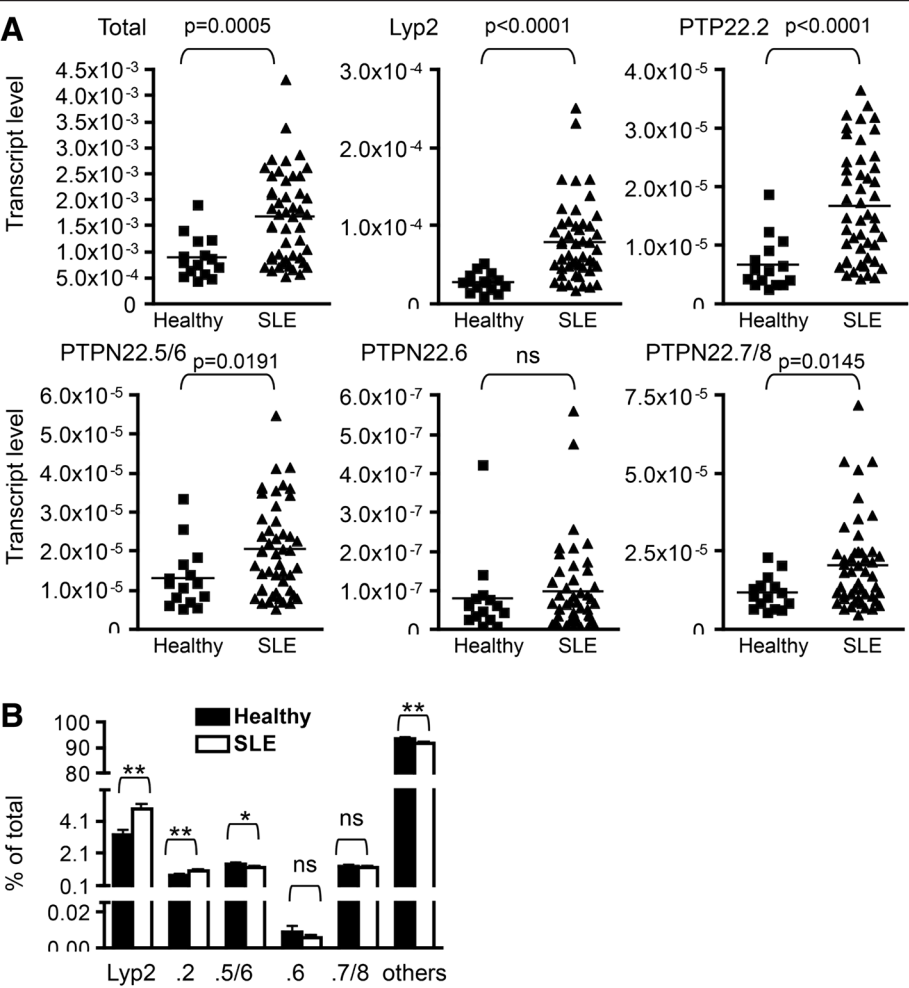 A
Total p=0.0005
Lyp2 p<0.0001
PTP22.2 p<0.0001
Transcript level
4.5x10-3
4.0x10-3
3.5x10-3
3.0x10-3
2.5x10-3
2.0x10-3
1.5x10-3
1.0x10-3
5.0x10-4
0
Healthy SLE
3.0x10-4
2.0x10-4
1.0x10-4
0
Healthy SLE
4.0x10-5
3.0x10-5
2.0x10-5
1.0x10-5
0
Healthy SLE
PTPN22.5/6 p=0.0191
PTPN22.6 ns
PTPN22.7/8 p=0.0145
Transcript level
6.0x10-5
5.0x10-5
4.0x10-5
3.0x10-5
2.0x10-5
1.0x10-5
0
Healthy SLE
6.0x10-7
5.0x10-7
4.0x10-7
3.0x10-7
2.0x10-7
1.0x10-7
0
Healthy SLE
7.5x10-5
5.0x10-5
2.5x10-5
0
Healthy SLE
B
Healthy
SLE
% of total
100
90
80
4.1
2.1
0.1
0.02
0.00
**
**
*
ns
ns
**
Lyp2 .2 .5/6 .6 .7/8 others